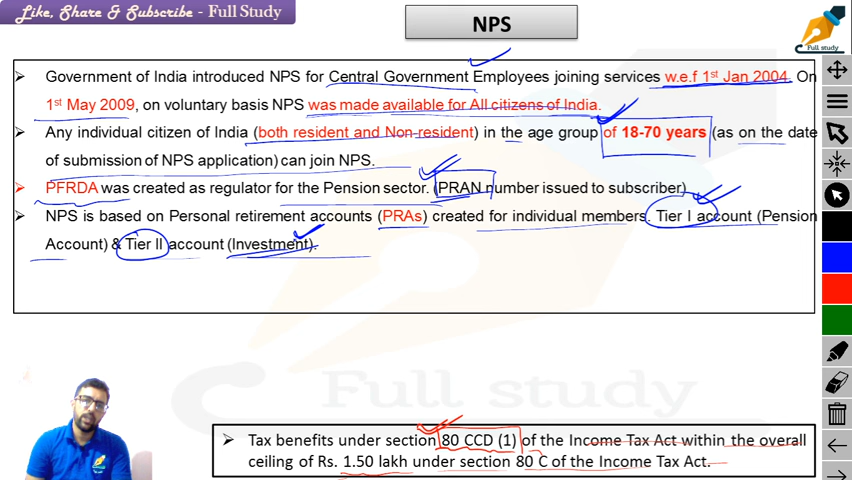 Like, Share & Subscribe - Full Study
NPS
Government of India introduced NPS for Central Government Employees joining services w.e.f 1st Jan 2004. On
1st May 2009, on voluntary basis NPS was made available for All citizens of India.
Any individual citizen of India (both resident and Non-resident) in the age group of 18-70 years (as on the date
of submission of NPS application) can join NPS.
PFRDA was created as regulator for the Pension sector. (PRAN number issued to subscriber)
NPS is based on Personal retirement accounts (PRAs) created for individual members. Tier I account (Pension
Account) & Tier II account (Investment).
Full study
Tax benefits under section 80 CCD (1) of the Income Tax Act within the overall
ceiling of Rs. 1.50 lakh under section 80 C of the Income Tax Act.